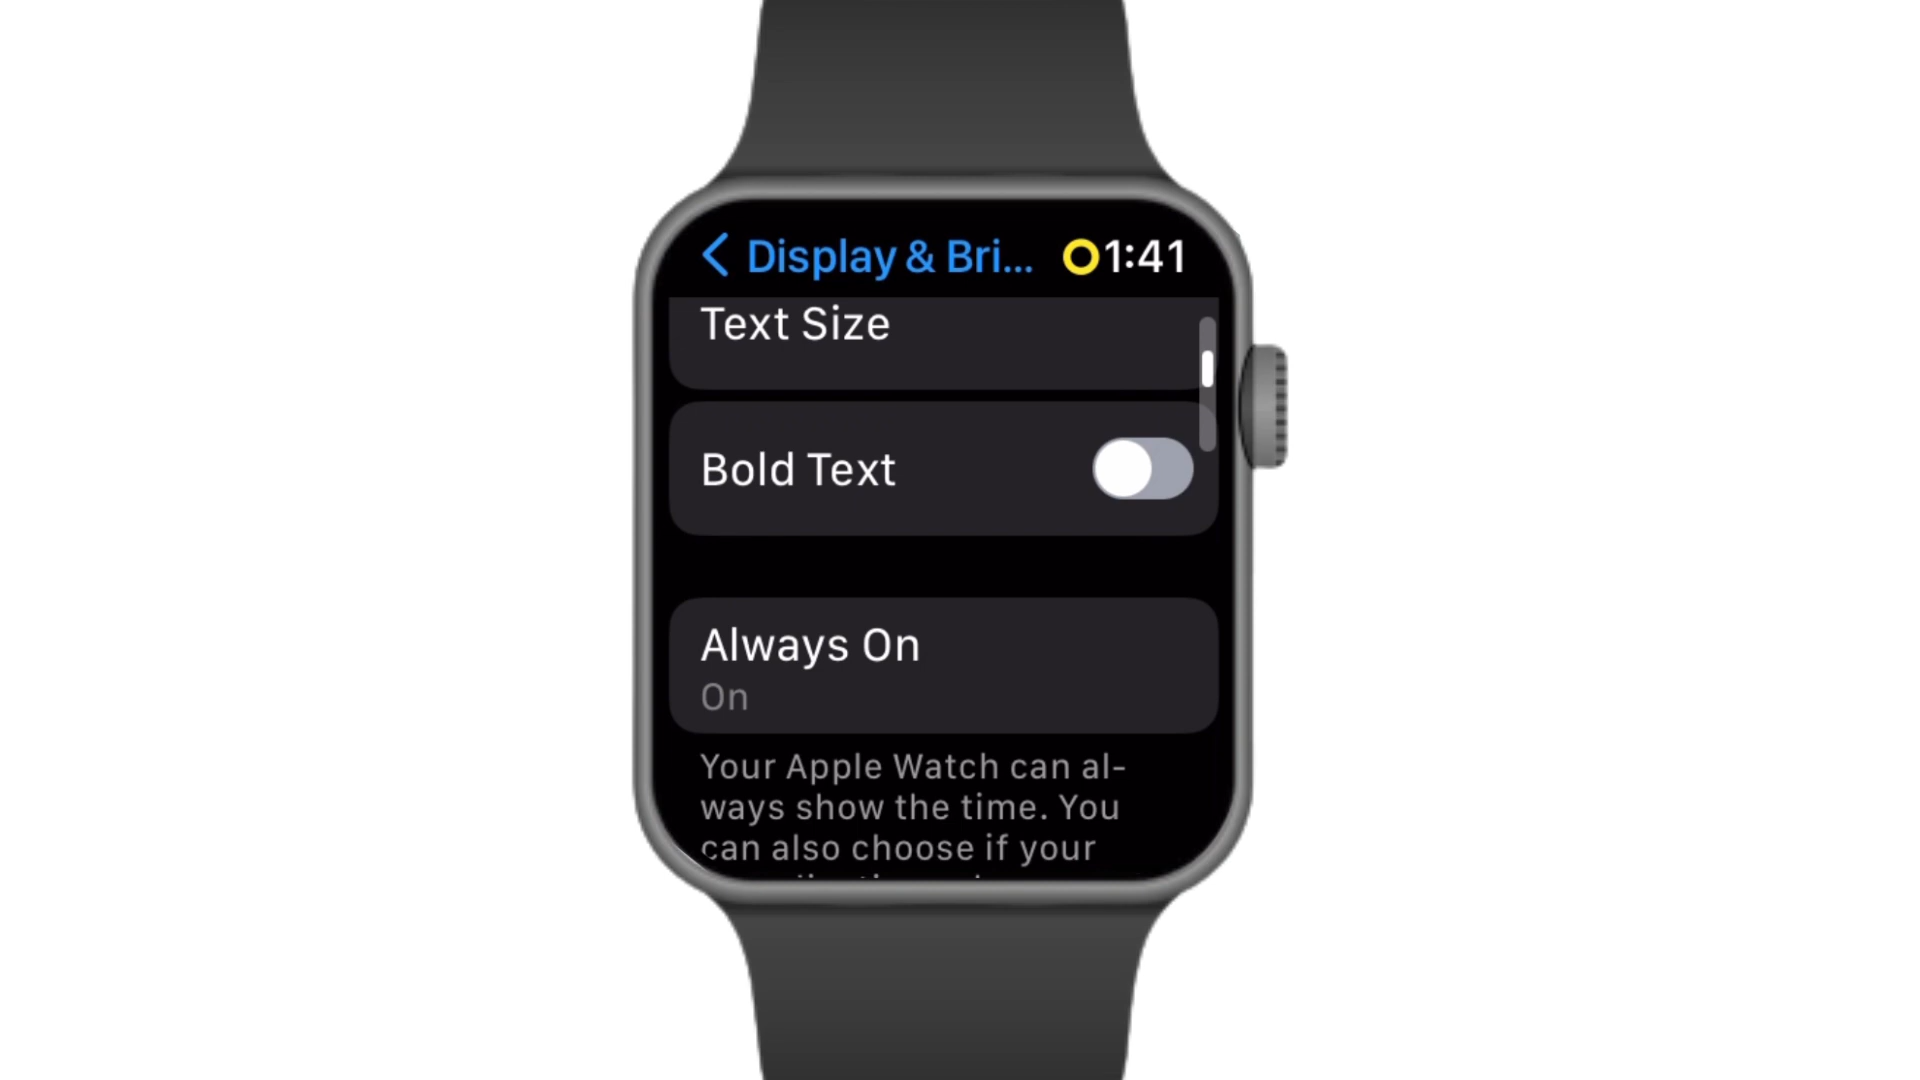 Display & Bri... 1:41
Text Size
Bold Text
Always On
On
Your Apple Watch can al-
ways show the time. You
can also choose if your